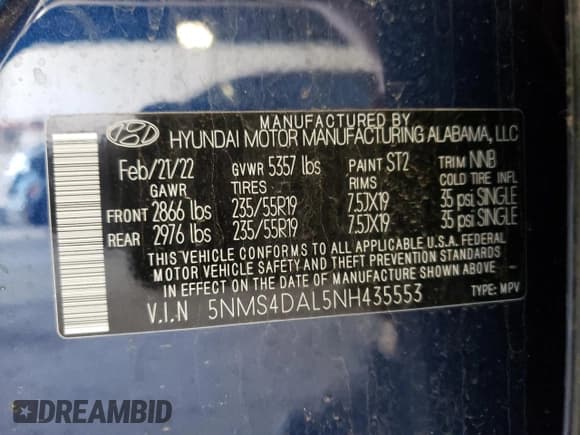 MANUFACTURED BY
HYUNDAI MOTOR MANUFACTURING ALABAMA, LLC
Feb/21/22 GVWR 5357 lbs PAINT ST2 TRIM NNB
GAWR TIRES RIMS COLD TIRE INFL
FRONT 2866 lbs 235/55R19 7.5JX19 35 psi SINGLE
REAR 2976 lbs 235/55R19 7.5JX19 35 psi SINGLE
THIS VEHICLE CONFORMS TO ALL APPLICABLE U.S.A. FEDERAL
MOTOR VEHICLE SAFETY AND THEFT PREVENTION STANDARDS
IN EFFECT ON THE DATE OF MANUFACTURE SHOWN ABOVE.
V.I.N 5NMS4DAL5NH435553 TYPE: MPV
DREAMBID